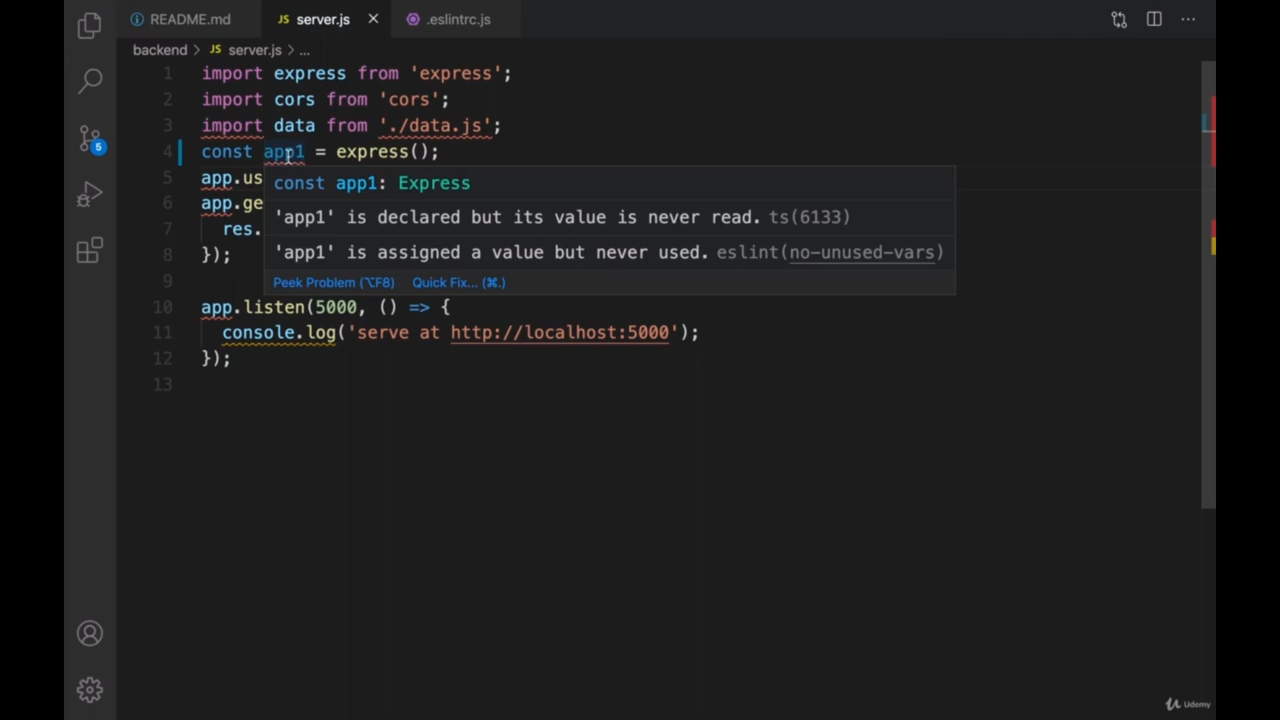 README.md
JS server.js
.eslintrc.js
backend > JS server.js > ...
1 import express from 'express';
2 import cors from 'cors';
3 import data from './data.js';
4 const app1 = express();
5 app.us
const app1: Express
6 app.ge
'app1' is declared but its value is never read. ts(6133)
7 res.
8 });
'app1' is assigned a value but never used. eslint(no-unused-vars)
9
Peek Problem (⌥F8) Quick Fix... (⌘.)
10 app.listen(5000, () => {
11 console.log('serve at http://localhost:5000');
12 });
13
5
Udemy